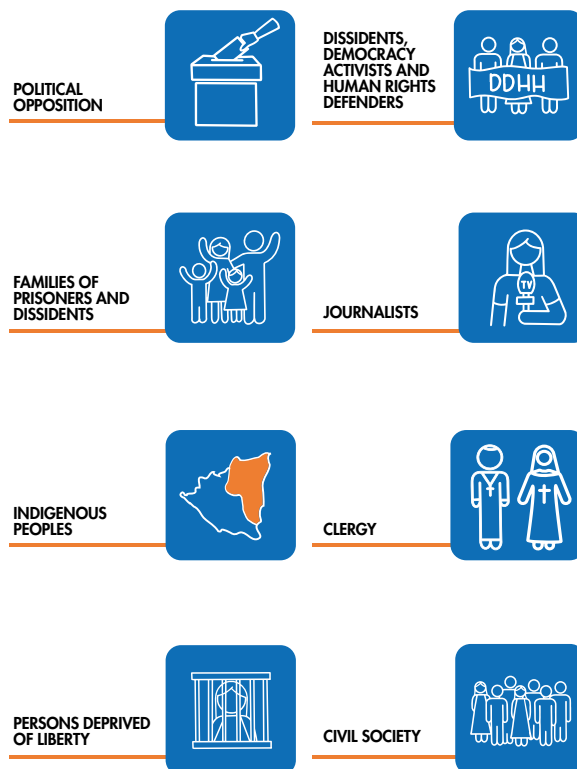 POLITICAL
OPPOSITION
DISSIDENTS,
DEMOCRACY
ACTIVISTS AND
HUMAN RIGHTS
DEFENDERS
DDHH
FAMILIES OF
PRISONERS AND
DISSIDENTS
JOURNALISTS
TV
INDIGENOUS
PEOPLES
CLERGY
PERSONS DEPRIVED
OF LIBERTY
CIVIL SOCIETY